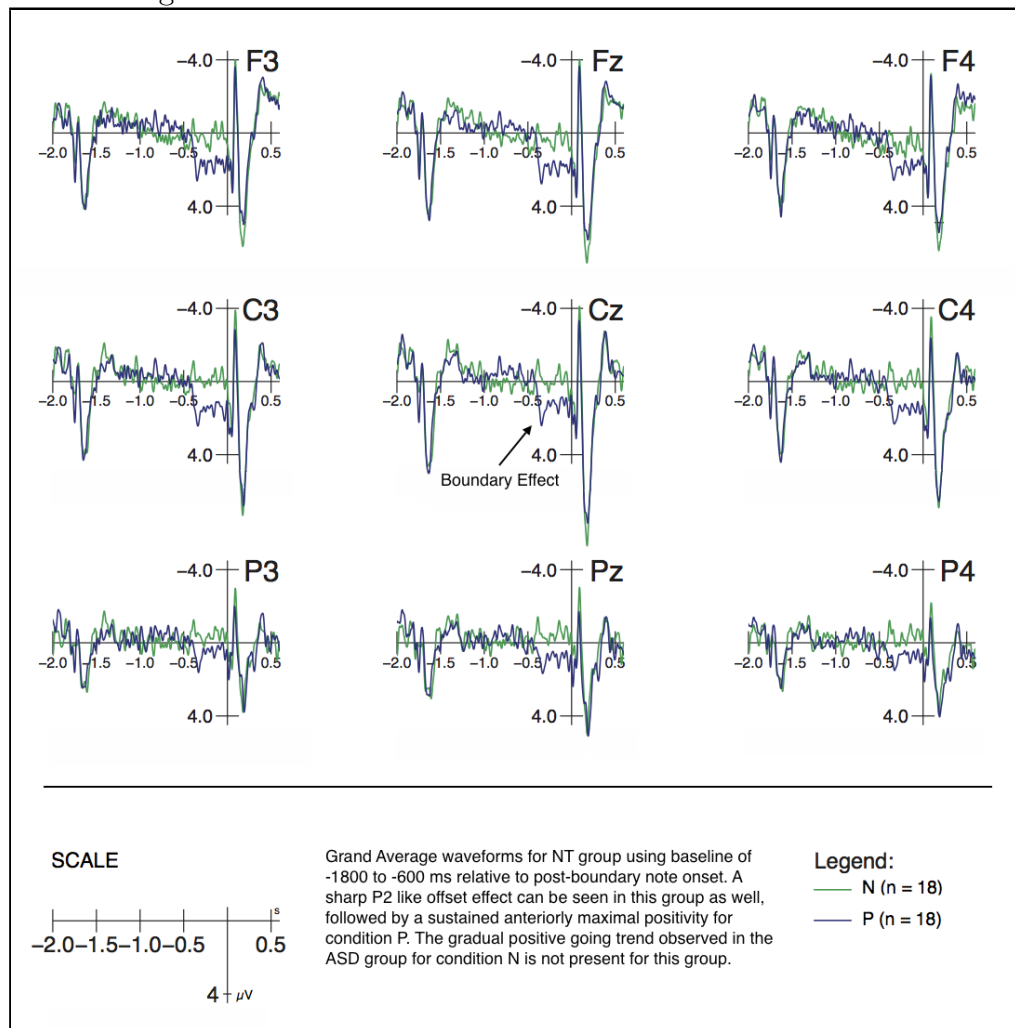 −4.0 F3 −4.0 Fz −4.0 F4
−2.0 −1.5 −1.0 −0.5 0.5 −2.0 −1.5 −1.0 −0.5 0.5 −2.0 −1.5 −1.0 −0.5 0.5
4.0 4.0 4.0
−4.0 C3 −4.0 Cz −4.0 C4
−2.0 −1.5 −1.0 −0.5 0.5 −2.0 −1.5 −1.0 −0.5 0.5 −2.0 −1.5 −1.0 −0.5 0.5
4.0 4.0 4.0
Boundary Effect
−4.0 P3 −4.0 Pz −4.0 P4
−2.0 −1.5 −1.0 −0.5 0.5 −2.0 −1.5 −1.0 −0.5 0.5 −2.0 −1.5 −1.0 −0.5 0.5
4.0 4.0 4.0
SCALE
s
−2.0 −1.5 −1.0 −0.5 0.5
4 μV
Grand Average waveforms for NT group using baseline of
-1800 to -600 ms relative to post-boundary note onset. A
sharp P2 like offset effect can be seen in this group as well,
followed by a sustained anteriorly maximal positivity for
condition P. The gradual positive going trend observed in the
ASD group for condition N is not present for this group.
Legend:
N (n = 18)
P (n = 18)